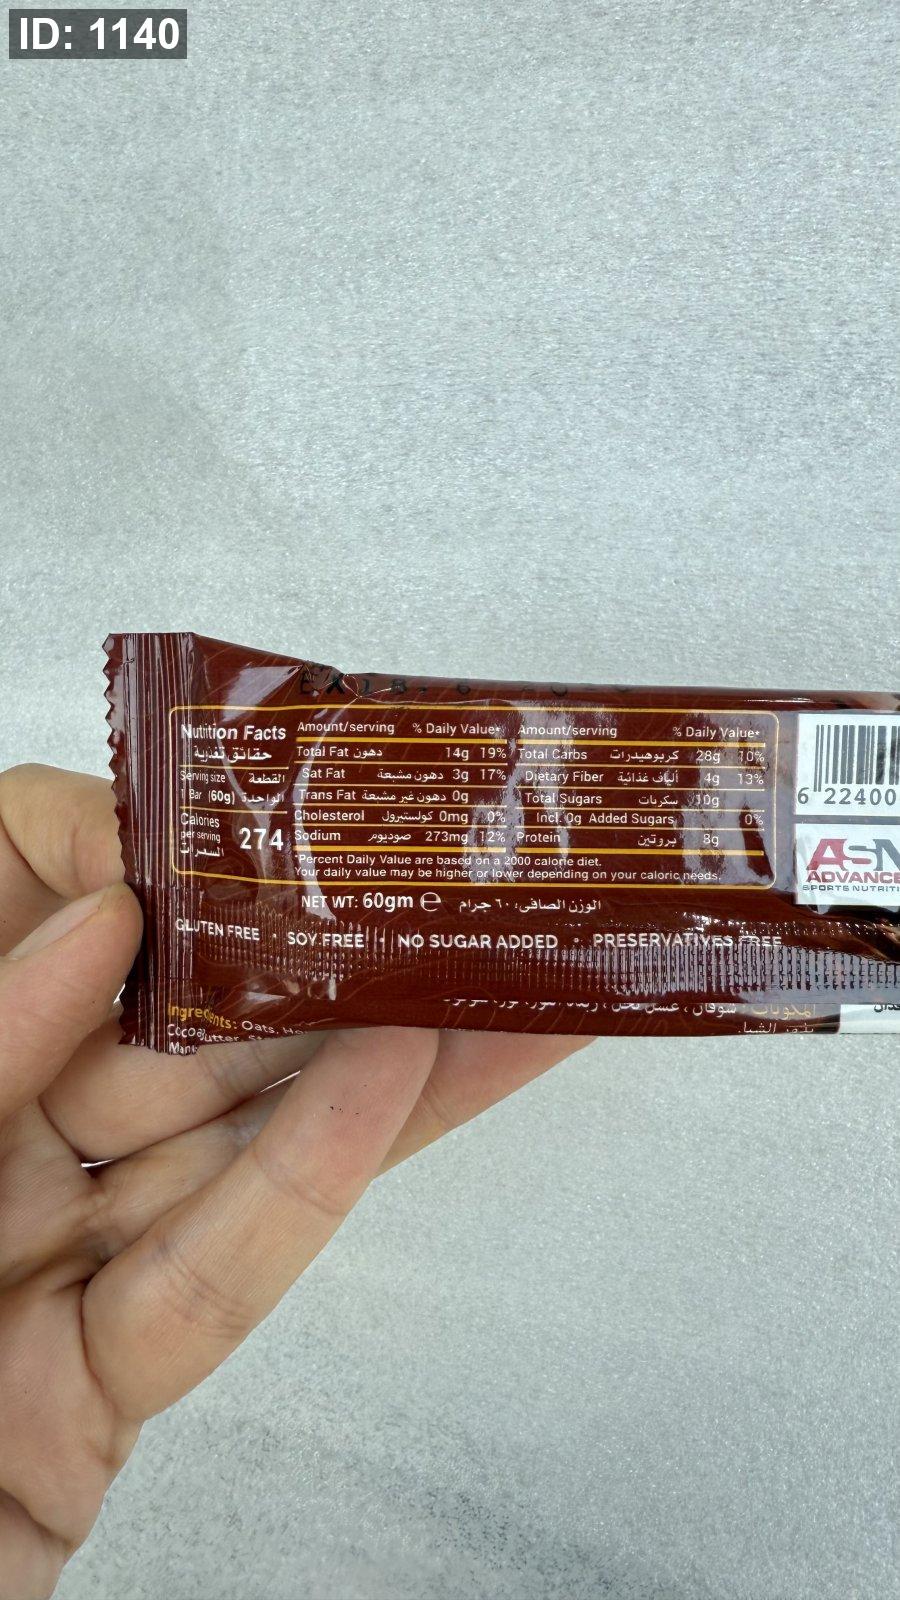 ID: 1140
Nutrition Facts
حقائق تغذية
Serving size القطعة
1 Bar (60g) الواحدة
Calories
per serving 274
السعرات
Amount/serving % Daily Value*
Total Fat دهون 14g 19%
Sat Fat دهون مشبعة 3g 17%
Trans Fat دهون غير مشبعة 0g
Cholesterol كولستيرول 0mg 0%
Sodium صوديوم 273mg 12%
Amount/serving % Daily Value*
Total Carbs كربوهيدرات 28g 10%
Dietary Fiber ألياف غذائية 4g 13%
Total Sugars سكريات 10g
Incl. 0g Added Sugars 0%
Protein بروتين 8g
*Percent Daily Value are based on a 2000 calorie diet.
Your daily value may be higher or lower depending on your caloric needs.
NET WT: 60gm e الوزن الصافى: ٦٠ جرام
GLUTEN FREE • SOY FREE • NO SUGAR ADDED • PRESERVATIVES FREE
6 22400
ASN
ADVANCE
SPORTS NUTRITI
المكونات: شوفان ، عسل نحل ،
Ingredients: Oats,